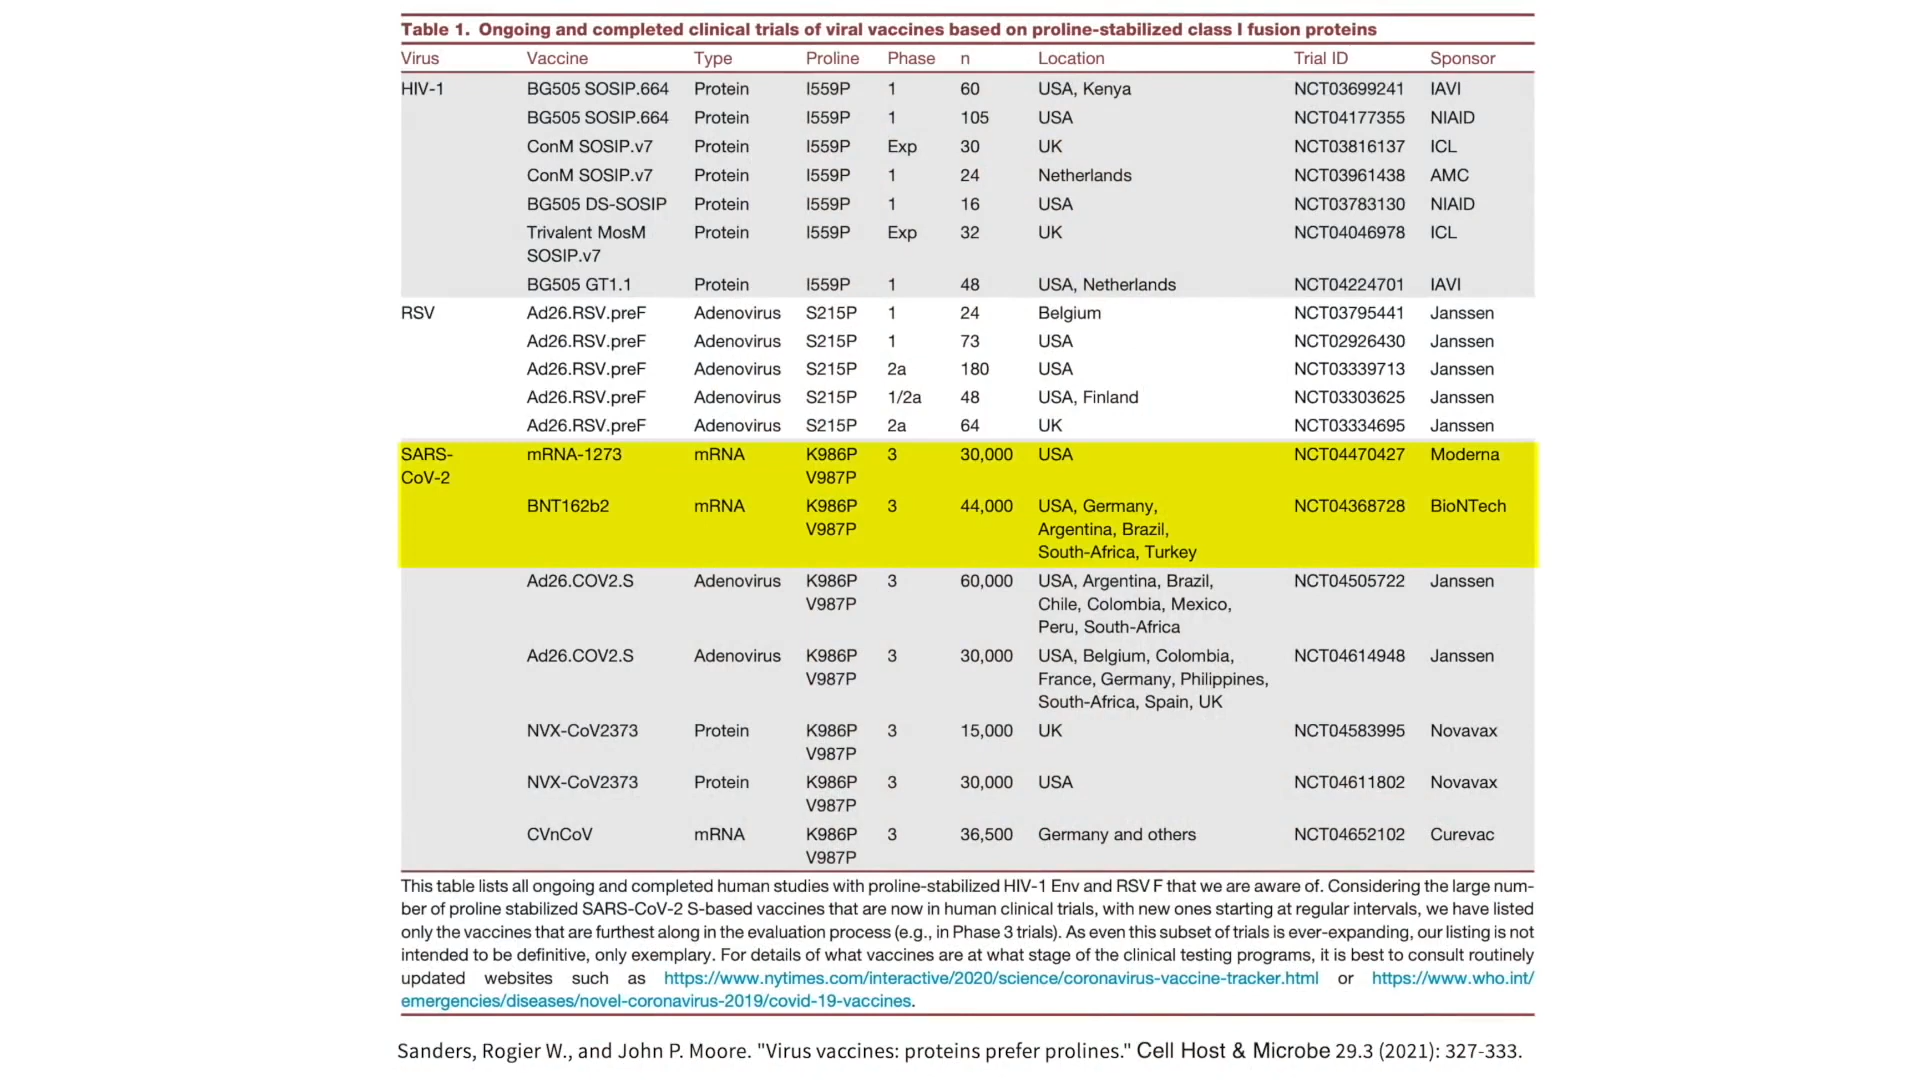 Table 1. Ongoing and completed clinical trials of viral vaccines based on proline-stabilized class I fusion proteins
Virus Vaccine Type Proline Phase n Location Trial ID Sponsor
HIV-1 BG505 SOSIP.664 Protein I559P 1 60 USA, Kenya NCT03699241 IAVI
BG505 SOSIP.664 Protein I559P 1 105 USA NCT04177355 NIAID
ConM SOSIP.v7 Protein I559P Exp 30 UK NCT03816137 ICL
ConM SOSIP.v7 Protein I559P 1 24 Netherlands NCT03961438 AMC
BG505 DS-SOSIP Protein I559P 1 16 USA NCT03783130 NIAID
Trivalent MosM Protein I559P Exp 32 UK NCT04046978 ICL
SOSIP.v7
BG505 GT1.1 Protein I559P 1 48 USA, Netherlands NCT04224701 IAVI
RSV Ad26.RSV.preF Adenovirus S215P 1 24 Belgium NCT03795441 Janssen
Ad26.RSV.preF Adenovirus S215P 1 73 USA NCT02926430 Janssen
Ad26.RSV.preF Adenovirus S215P 2a 180 USA NCT03339713 Janssen
Ad26.RSV.preF Adenovirus S215P 1/2a 48 USA, Finland NCT03303625 Janssen
Ad26.RSV.preF Adenovirus S215P 2a 64 UK NCT03334695 Janssen
SARS- mRNA-1273 mRNA K986P 3 30,000 USA NCT04470427 Moderna
CoV-2 V987P
BNT162b2 mRNA K986P 3 44,000 USA, Germany, NCT04368728 BioNTech
V987P Argentina, Brazil,
South-Africa, Turkey
Ad26.COV2.S Adenovirus K986P 3 60,000 USA, Argentina, Brazil, NCT04505722 Janssen
V987P Chile, Colombia, Mexico,
Peru, South-Africa
Ad26.COV2.S Adenovirus K986P 3 30,000 USA, Belgium, Colombia, NCT04614948 Janssen
V987P France, Germany, Philippines,
South-Africa, Spain, UK
NVX-CoV2373 Protein K986P 3 15,000 UK NCT04583995 Novavax
V987P
NVX-CoV2373 Protein K986P 3 30,000 USA NCT04611802 Novavax
V987P
CVnCoV mRNA K986P 3 36,500 Germany and others NCT04652102 Curevac
V987P
This table lists all ongoing and completed human studies with proline-stabilized HIV-1 Env and RSV F that we are aware of. Considering the large num-
ber of proline stabilized SARS-CoV-2 S-based vaccines that are now in human clinical trials, with new ones starting at regular intervals, we have listed
only the vaccines that are furthest along in the evaluation process (e.g., in Phase 3 trials). As even this subset of trials is ever-expanding, our listing is not
intended to be definitive, only exemplary. For details of what vaccines are at what stage of the clinical testing programs, it is best to consult routinely
updated websites such as https://www.nytimes.com/interactive/2020/science/coronavirus-vaccine-tracker.html or https://www.who.int/
emergencies/diseases/novel-coronavirus-2019/covid-19-vaccines.
Sanders, Rogier W., and John P. Moore. "Virus vaccines: proteins prefer prolines." Cell Host & Microbe 29.3 (2021): 327-333.